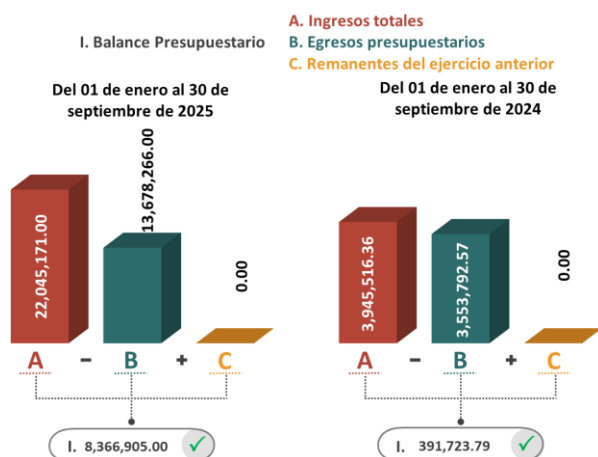 I. Balance Presupuestario
A. Ingresos totales
B. Egresos presupuestarios
C. Remanentes del ejercicio anterior
Del 01 de enero al 30 de
septiembre de 2025
22,045,171.00
13,678,266.00
0.00
A − B + C
I. 8,366,905.00
Del 01 de enero al 30 de
septiembre de 2024
3,945,516.36
3,553,792.57
0.00
A − B + C
I. 391,723.79